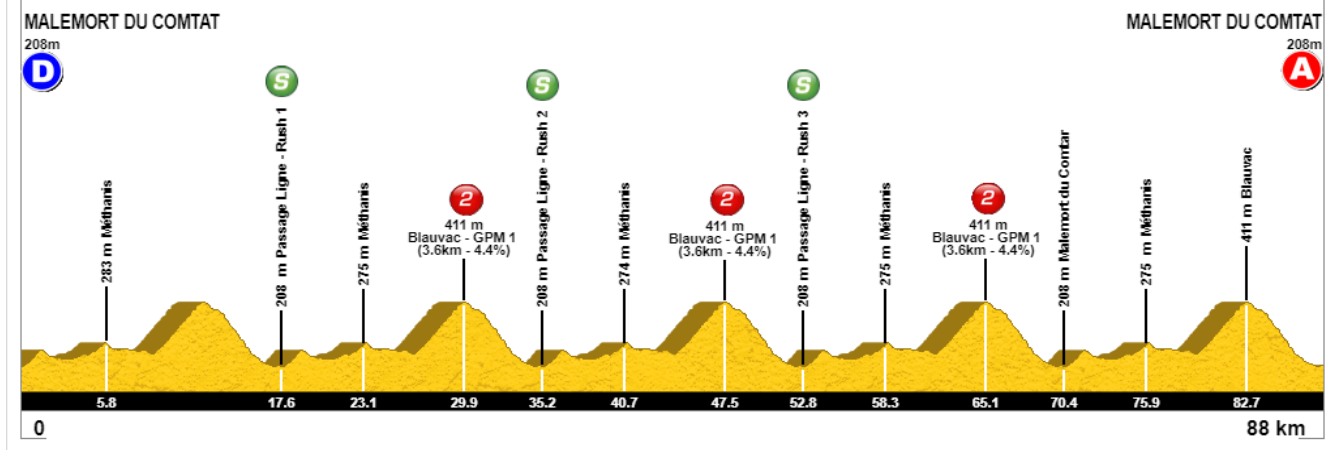 MALEMORT DU COMTAT
208m
D
MALEMORT DU COMTAT
208m
A
283 m Méthanis
S
208 m Passage Ligne - Rush 1
275 m Méthanis
2
411 m
Blauvac - GPM 1
(3.6km - 4.4%)
S
208 m Passage Ligne - Rush 2
274 m Méthanis
2
411 m
Blauvac - GPM 1
(3.6km - 4.4%)
S
208 m Passage Ligne - Rush 3
275 m Méthanis
2
411 m
Blauvac - GPM 1
(3.6km - 4.4%)
208 m Malemort du Comtar
275 m Méthanis
411 m Blauvac
5.8 17.6 23.1 29.9 35.2 40.7 47.5 52.8 58.3 65.1 70.4 75.9 82.7
0 88 km